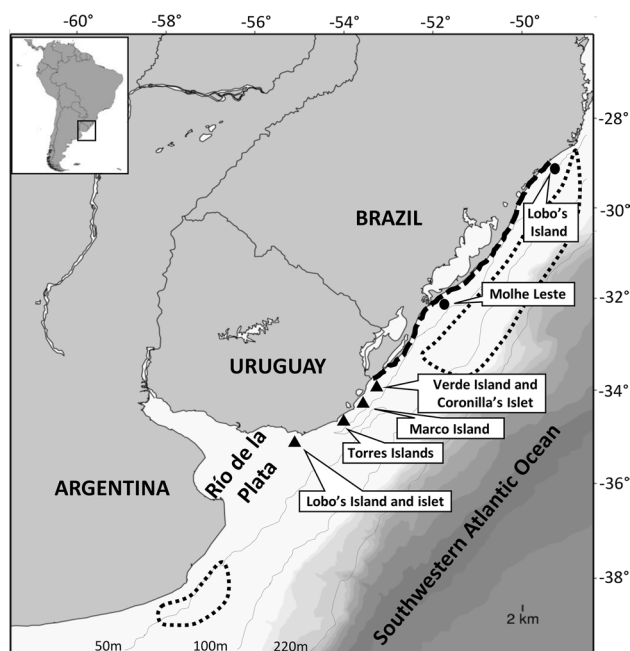 -60°
-58°
-56°
-54°
-52°
-50°
-28°
-30°
-32°
-34°
-36°
-38°
BRAZIL
Lobo's
Island
Molhe Leste
URUGUAY
Verde Island and
Coronilla's Islet
Marco Island
Torres Islands
Lobo's Island and islet
Río de la
Plata
ARGENTINA
Southwestern Atlantic Ocean
2 km
50m
100m
220m